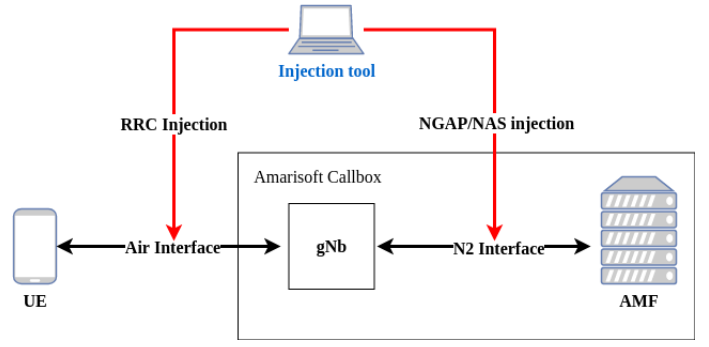 Injection tool
RRC Injection
NGAP/NAS injection
Amarisoft Callbox
Air Interface
gNb
N2 Interface
UE
AMF